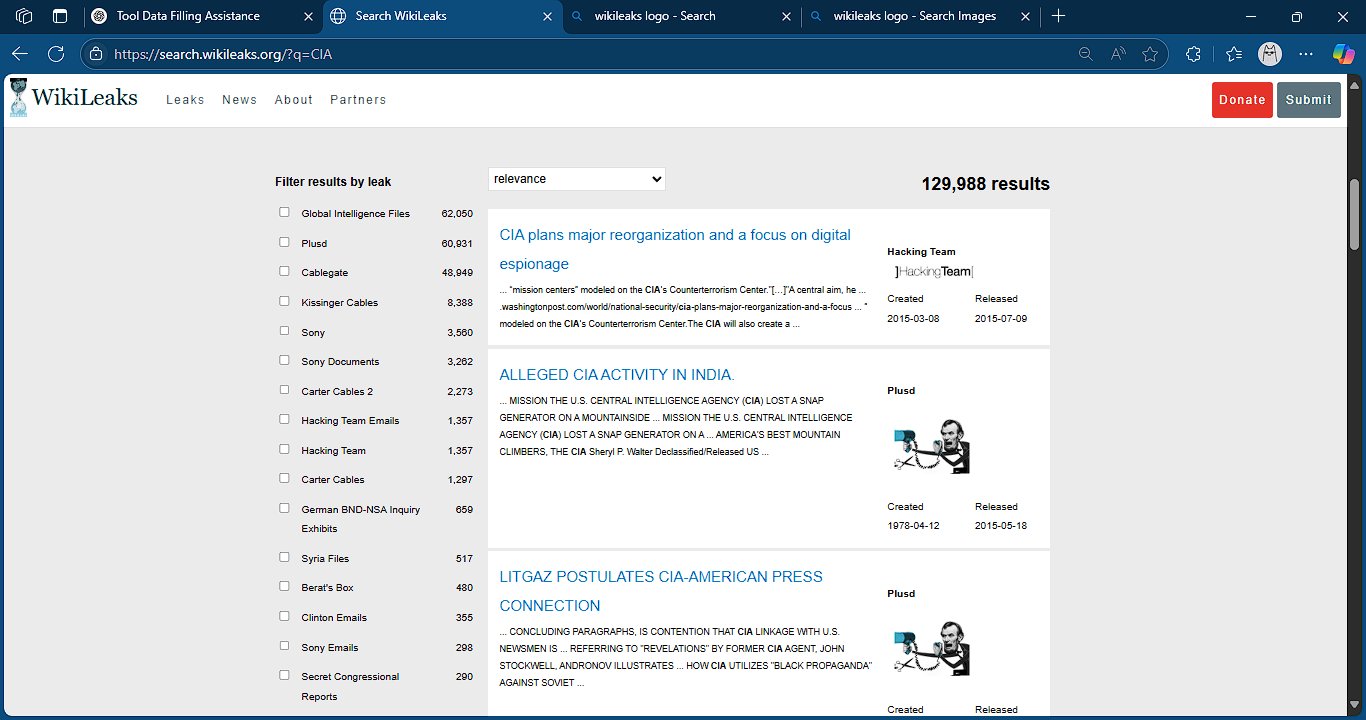 Tool Data Filling Assistance
Search WikiLeaks
wikileaks logo - Search
wikileaks logo - Search Images
https://search.wikileaks.org/?q=CIA
WikiLeaks
Leaks News About Partners
Donate
Submit
Filter results by leak
Global Intelligence Files 62,050
Plusd 60,931
Cablegate 48,949
Kissinger Cables 8,388
Sony 3,560
Sony Documents 3,262
Carter Cables 2 2,273
Hacking Team Emails 1,357
Hacking Team 1,357
Carter Cables 1,297
German BND-NSA Inquiry 659
Exhibits
Syria Files 517
Berat's Box 480
Clinton Emails 355
Sony Emails 298
Secret Congressional 290
Reports
relevance
129,988 results
CIA plans major reorganization and a focus on digital
espionage
... "mission centers" modeled on the CIA's Counterterrorism Center."[...]"A central aim, he ...
.washingtonpost.com/world/national-security/cia-plans-major-reorganization-and-a-focus ... "
modeled on the CIA's Counterterrorism Center.The CIA will also create a ...
Hacking Team
]HackingTeam[
Created Released
2015-03-08 2015-07-09
ALLEGED CIA ACTIVITY IN INDIA.
... MISSION THE U.S. CENTRAL INTELLIGENCE AGENCY (CIA) LOST A SNAP
GENERATOR ON A MOUNTAINSIDE ... MISSION THE U.S. CENTRAL INTELLIGENCE
AGENCY (CIA) LOST A SNAP GENERATOR ON A ... AMERICA'S BEST MOUNTAIN
CLIMBERS, THE CIA Sheryl P. Walter Declassified/Released US ...
Plusd
Created Released
1978-04-12 2015-05-18
LITGAZ POSTULATES CIA-AMERICAN PRESS
CONNECTION
... CONCLUDING PARAGRAPHS, IS CONTENTION THAT CIA LINKAGE WITH U.S.
NEWSMEN IS ... REFERRING TO "REVELATIONS" BY FORMER CIA AGENT, JOHN
STOCKWELL, ANDRONOV ILLUSTRATES ... HOW CIA UTILIZES "BLACK PROPAGANDA"
AGAINST SOVIET ...
Plusd
Created Released